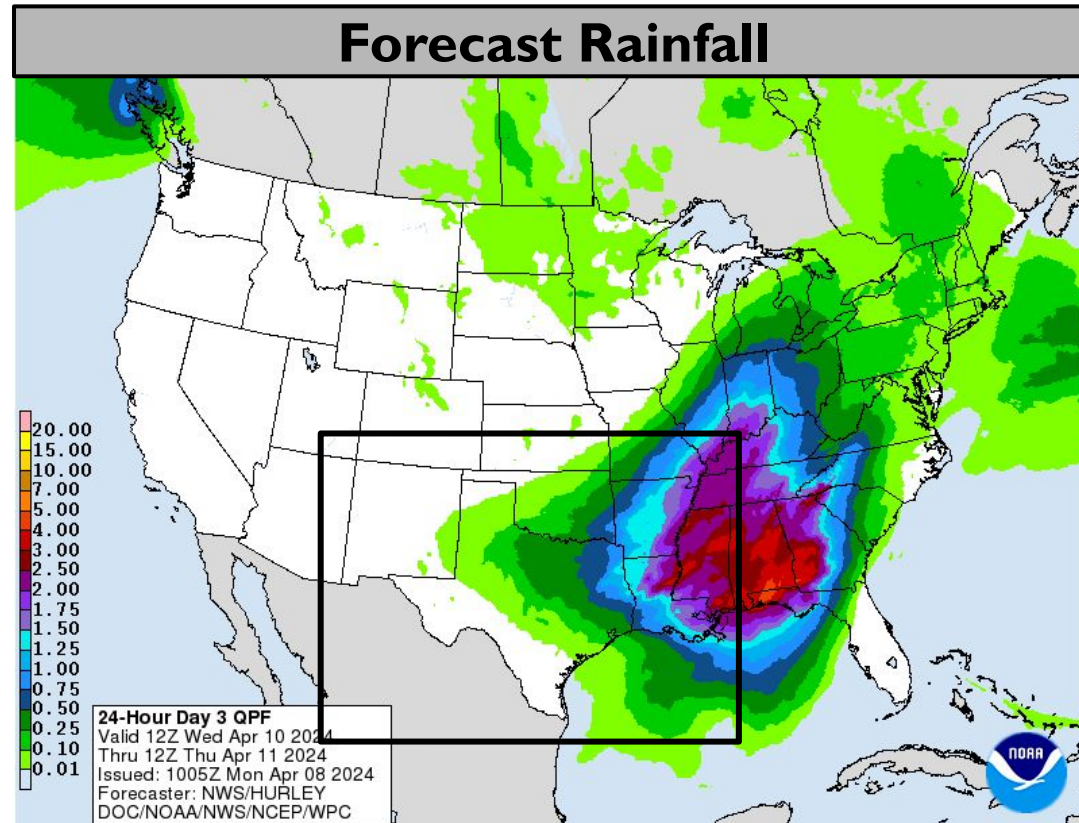 Forecast Rainfall
20.00
15.00
10.00
7.00
5.00
4.00
3.00
2.50
2.00
1.75
1.50
1.25
1.00
0.75
0.50
0.25
0.10
0.01
24-Hour Day 3 QPF
Valid 12Z Wed Apr 10 2024
Thru 12Z Thu Apr 11 2024
Issued: 1005Z Mon Apr 08 2024
Forecaster: NWS/HURLEY
DOC/NOAA/NWS/NCEP/WPC
NOAA